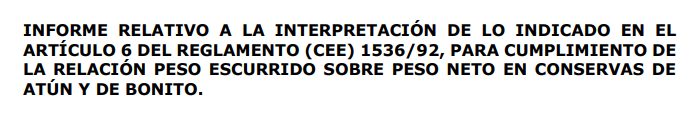 INFORME RELATIVO A LA INTERPRETACIÓN DE LO INDICADO EN EL
ARTÍCULO 6 DEL REGLAMENTO (CEE) 1536/92, PARA CUMPLIMIENTO DE
LA RELACIÓN PESO ESCURRIDO SOBRE PESO NETO EN CONSERVAS DE
ATÚN Y DE BONITO.